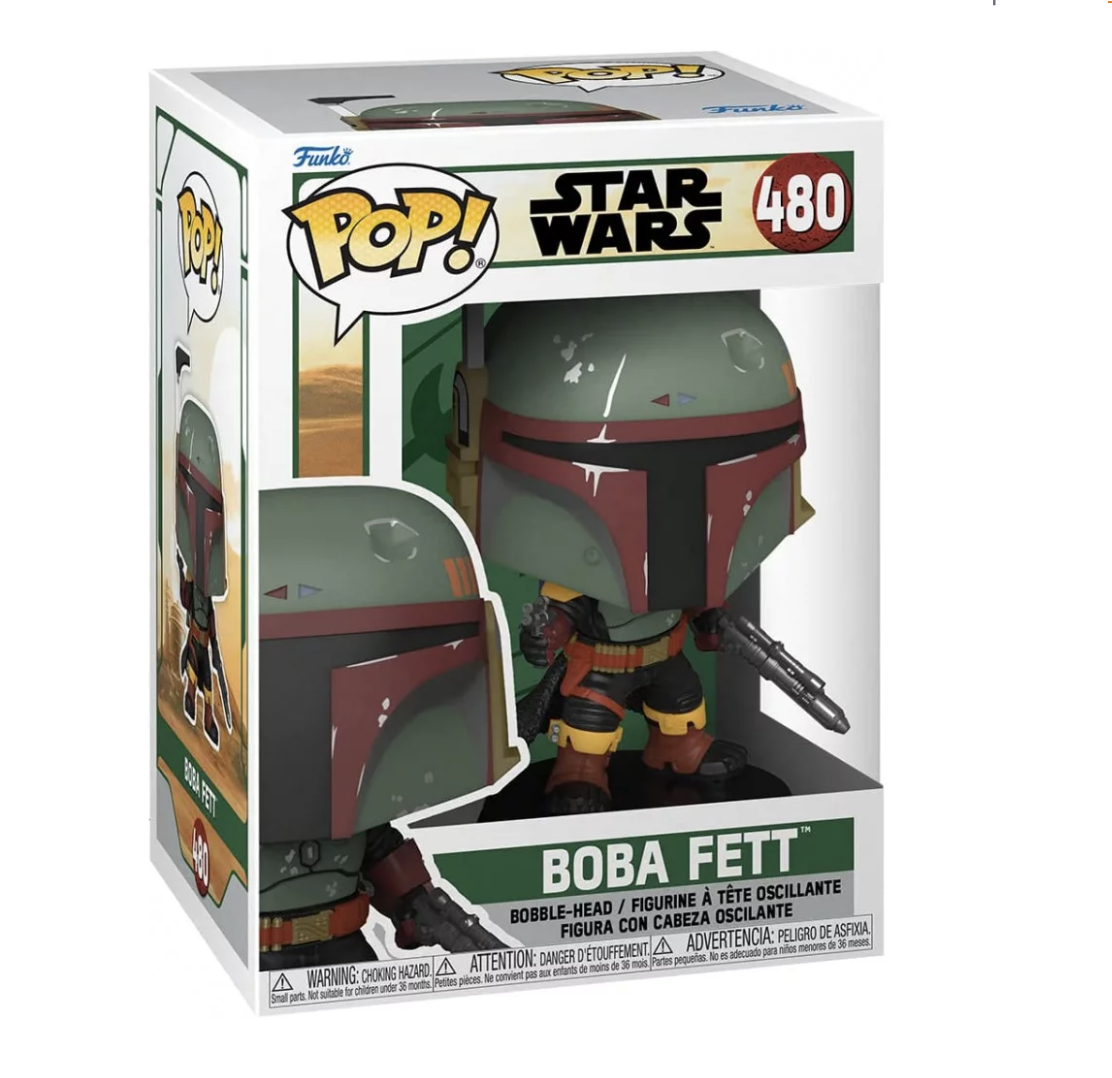 POP!
Funko
Funko
POP!®
STAR
WARS™
480
POP!
BOBA FETT
480
BOBA FETT™
BOBBLE-HEAD / FIGURINE À TÊTE OSCILLANTE
FIGURA CON CABEZA OSCILANTE
WARNING: CHOKING HAZARD.
Small parts. Not suitable for children under 36 months.
ATTENTION: DANGER D'ÉTOUFFEMENT.
Petites pièces. Ne convient pas aux enfants de moins de 36 mois.
ADVERTENCIA: PELIGRO DE ASFIXIA.
Partes pequeñas. No es adecuado para niños menores de 36 meses.